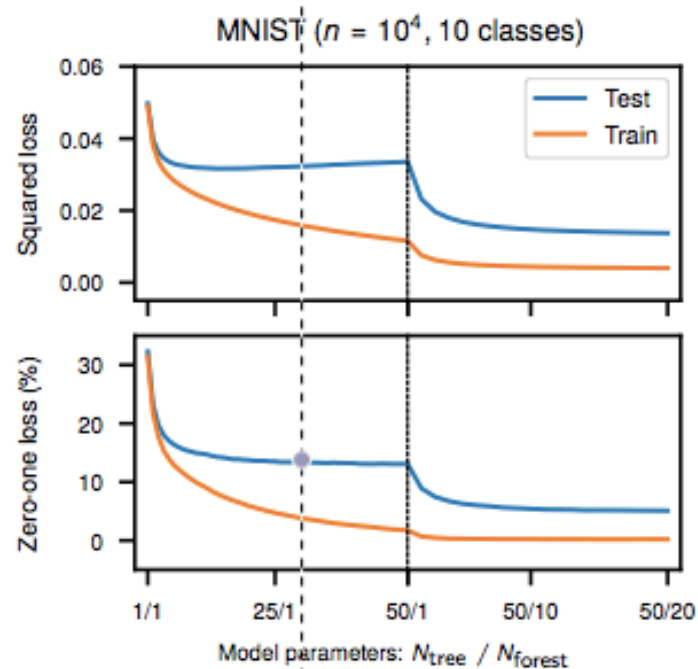 MNIST (n = 10⁴, 10 classes)
Squared loss
0.06
0.04
0.02
0.00
Test
Train
Zero-one loss (%)
30
20
10
0
1/1 25/1 50/1 50/10 50/20
Model parameters: N_tree / N_forest